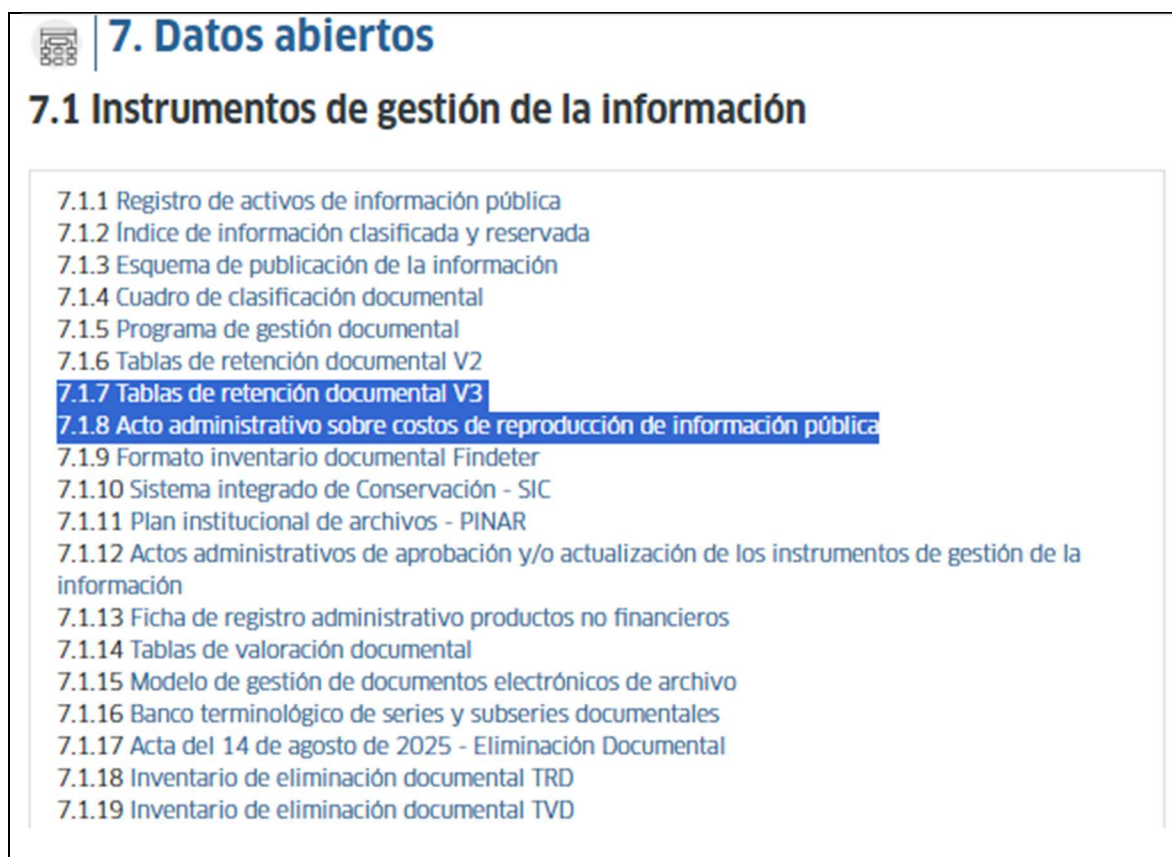 7. Datos abiertos
7.1 Instrumentos de gestión de la información
7.1.1 Registro de activos de información pública
7.1.2 Índice de información clasificada y reservada
7.1.3 Esquema de publicación de la información
7.1.4 Cuadro de clasificación documental
7.1.5 Programa de gestión documental
7.1.6 Tablas de retención documental V2
7.1.7 Tablas de retención documental V3
7.1.8 Acto administrativo sobre costos de reproducción de información pública
7.1.9 Formato inventario documental Findeter
7.1.10 Sistema integrado de Conservación - SIC
7.1.11 Plan institucional de archivos - PINAR
7.1.12 Actos administrativos de aprobación y/o actualización de los instrumentos de gestión de la
información
7.1.13 Ficha de registro administrativo productos no financieros
7.1.14 Tablas de valoración documental
7.1.15 Modelo de gestión de documentos electrónicos de archivo
7.1.16 Banco terminológico de series y subseries documentales
7.1.17 Acta del 14 de agosto de 2025 - Eliminación Documental
7.1.18 Inventario de eliminación documental TRD
7.1.19 Inventario de eliminación documental TVD